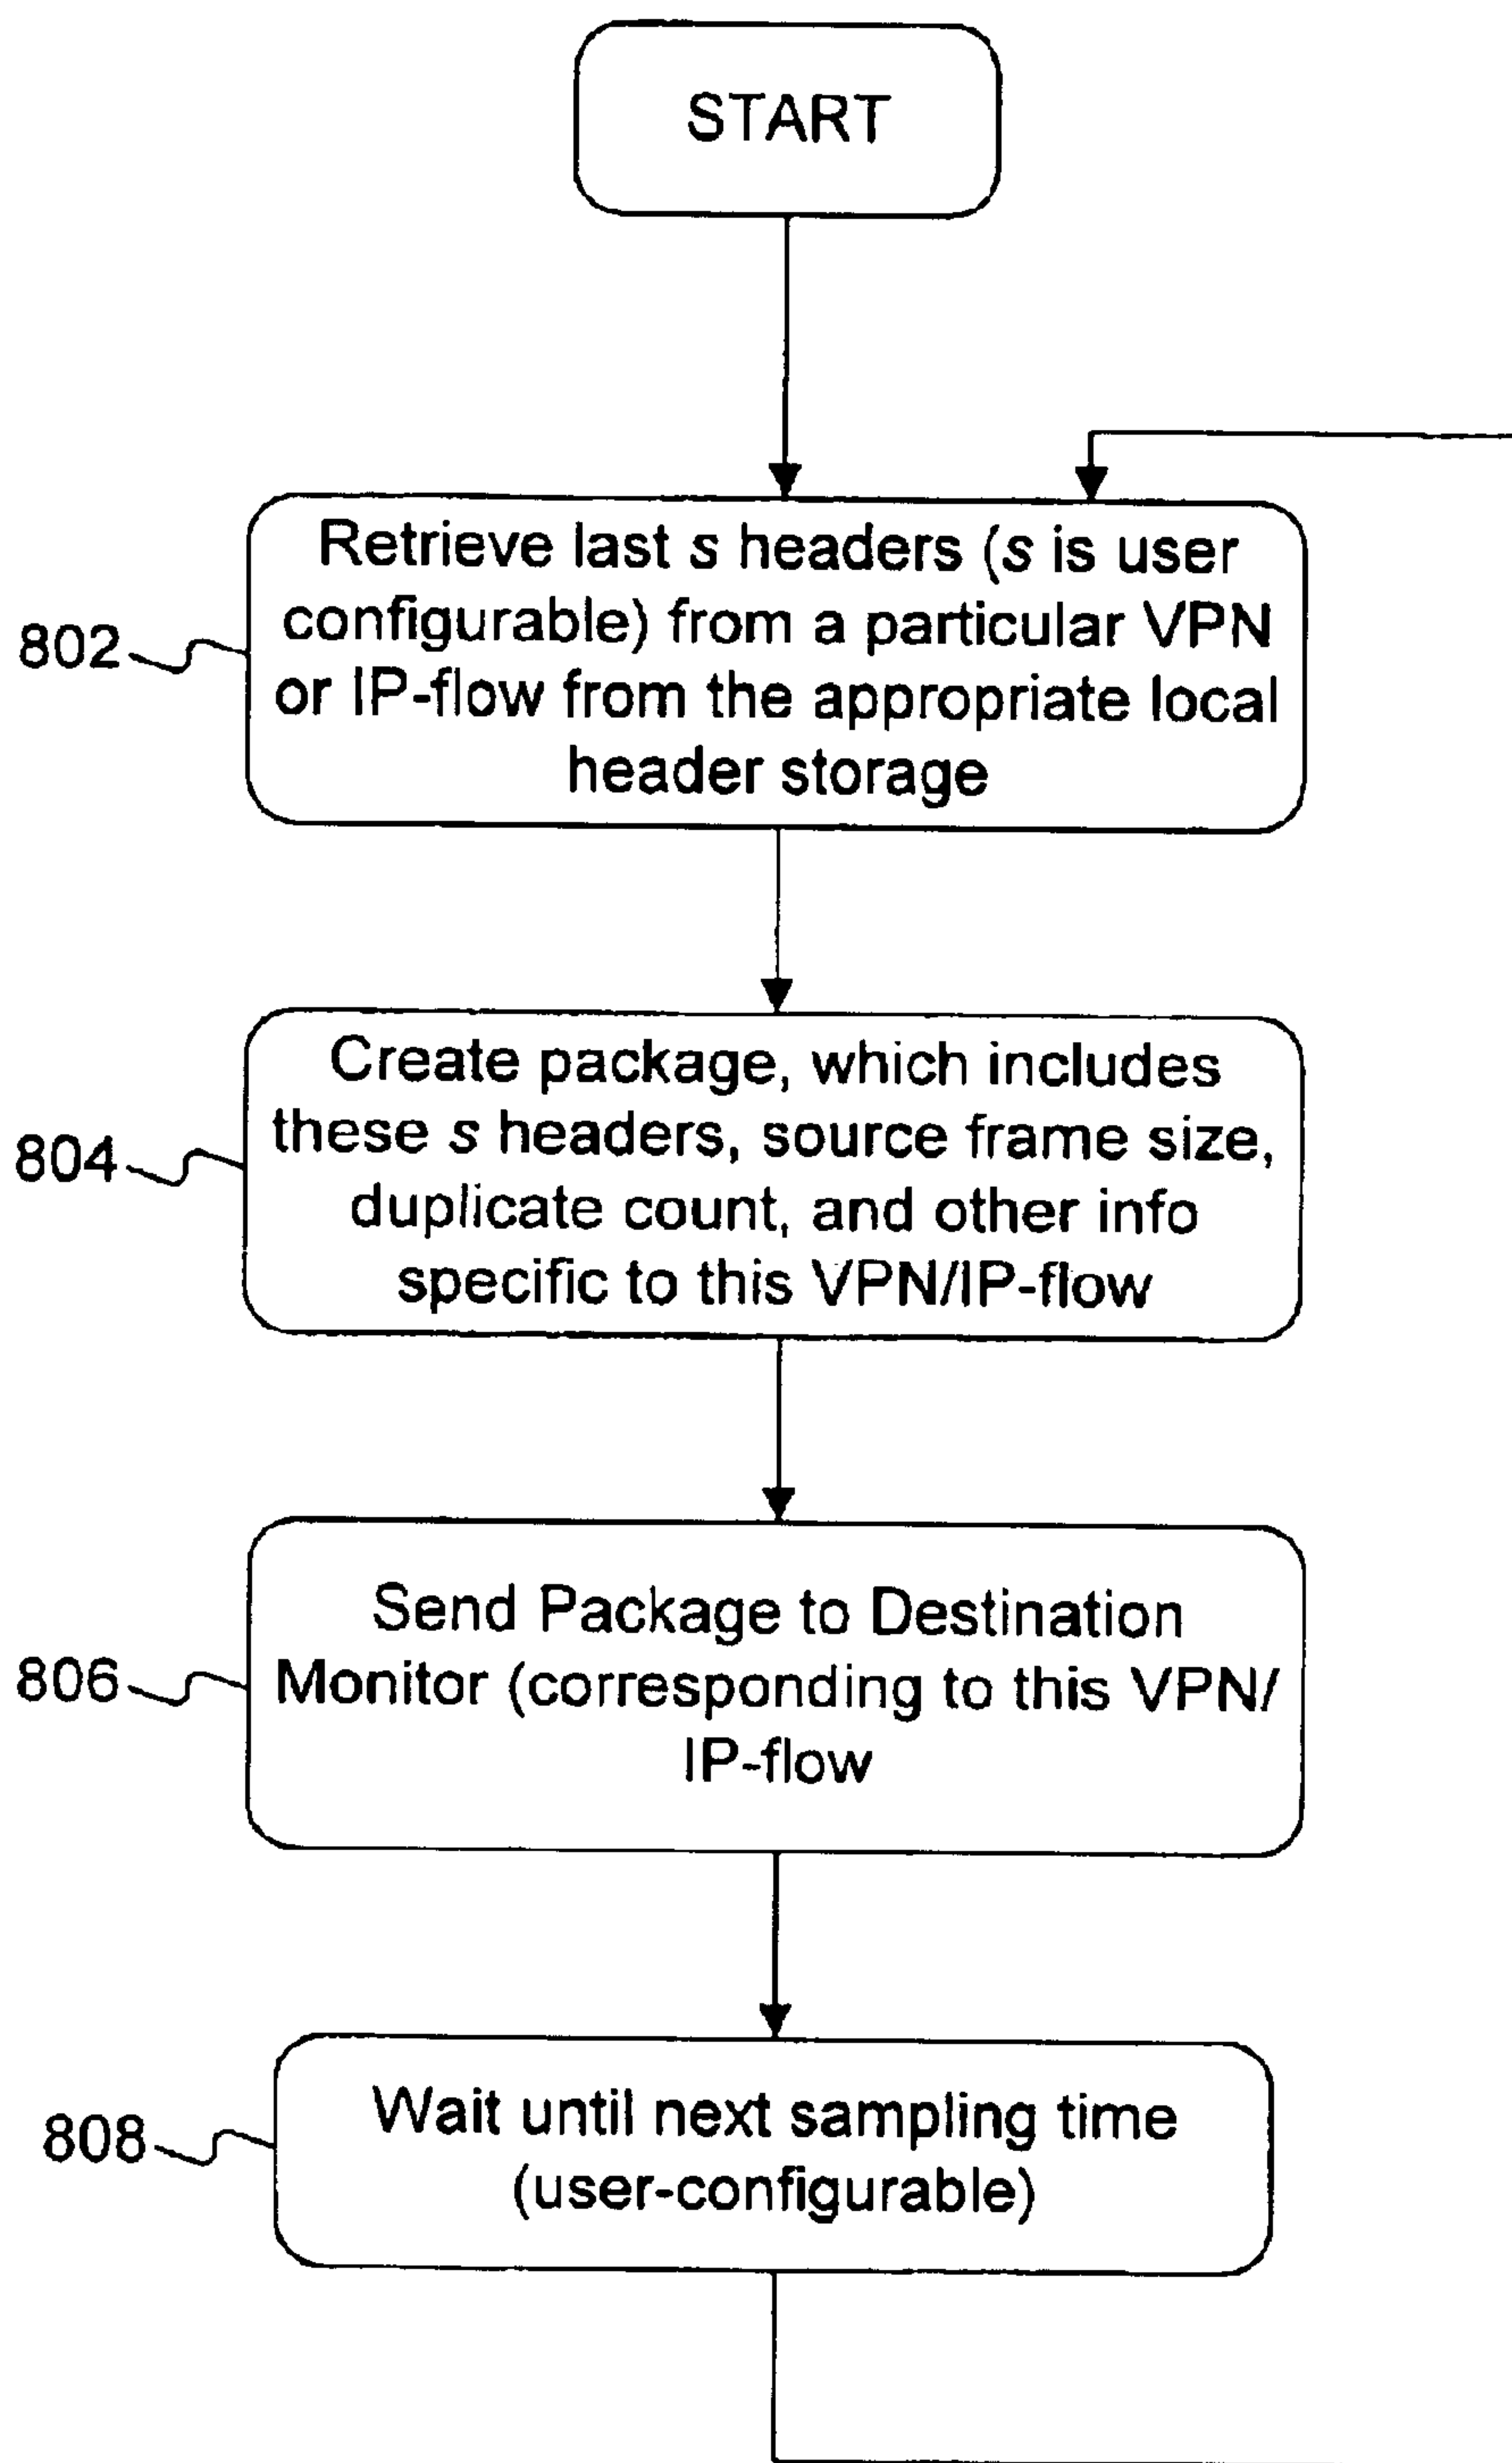 START
Retrieve last s headers (s is user
configurable) from a particular VPN
or IP-flow from the appropriate local
header storage
802
Create package, which includes
these s headers, source frame size,
duplicate count, and other info
specific to this VPN/IP-flow
804
Send Package to Destination
Monitor (corresponding to this VPN/
IP-flow
806
Wait until next sampling time
(user-configurable)
808